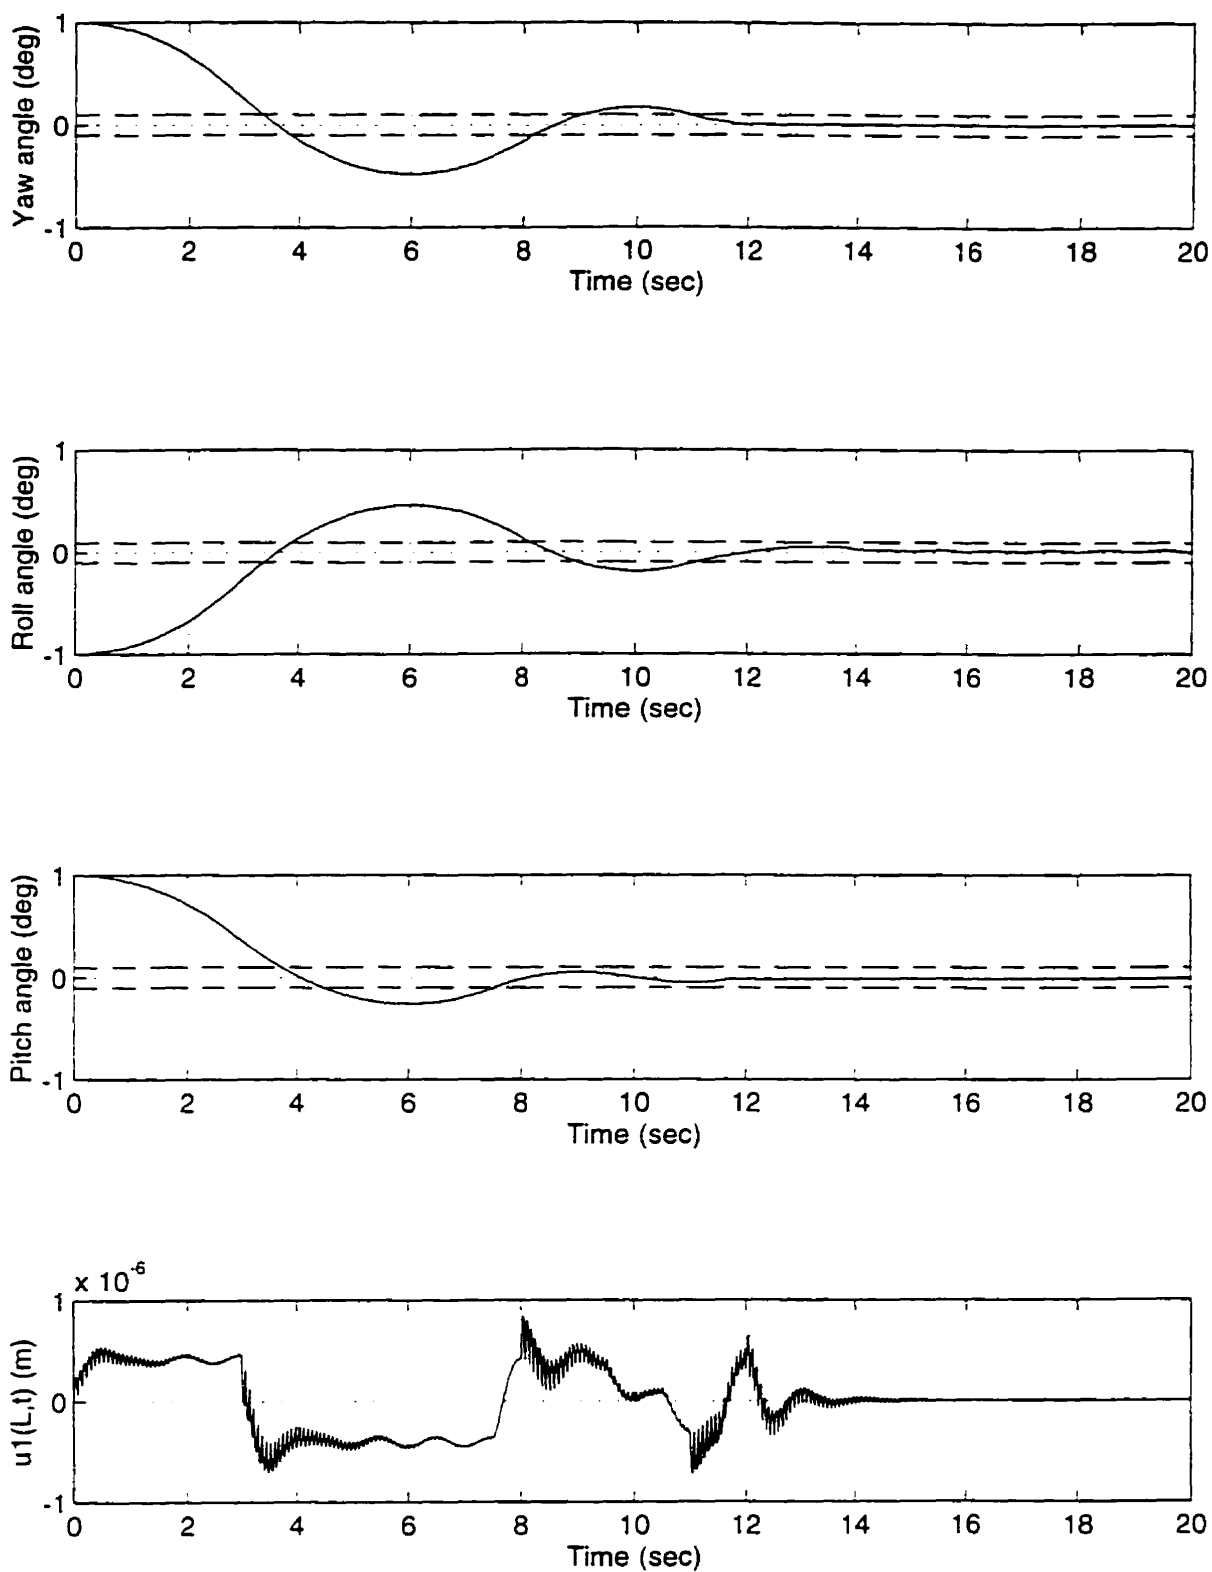 Yaw angle (deg)
1
0
-1
0 2 4 6 8 10 12 14 16 18 20
Time (sec)
Roll angle (deg)
1
0
-1
0 2 4 6 8 10 12 14 16 18 20
Time (sec)
Pitch angle (deg)
1
0
-1
0 2 4 6 8 10 12 14 16 18 20
Time (sec)
x 10^-6
u1(L,t) (m)
1
0
-1
0 2 4 6 8 10 12 14 16 18 20
Time (sec)